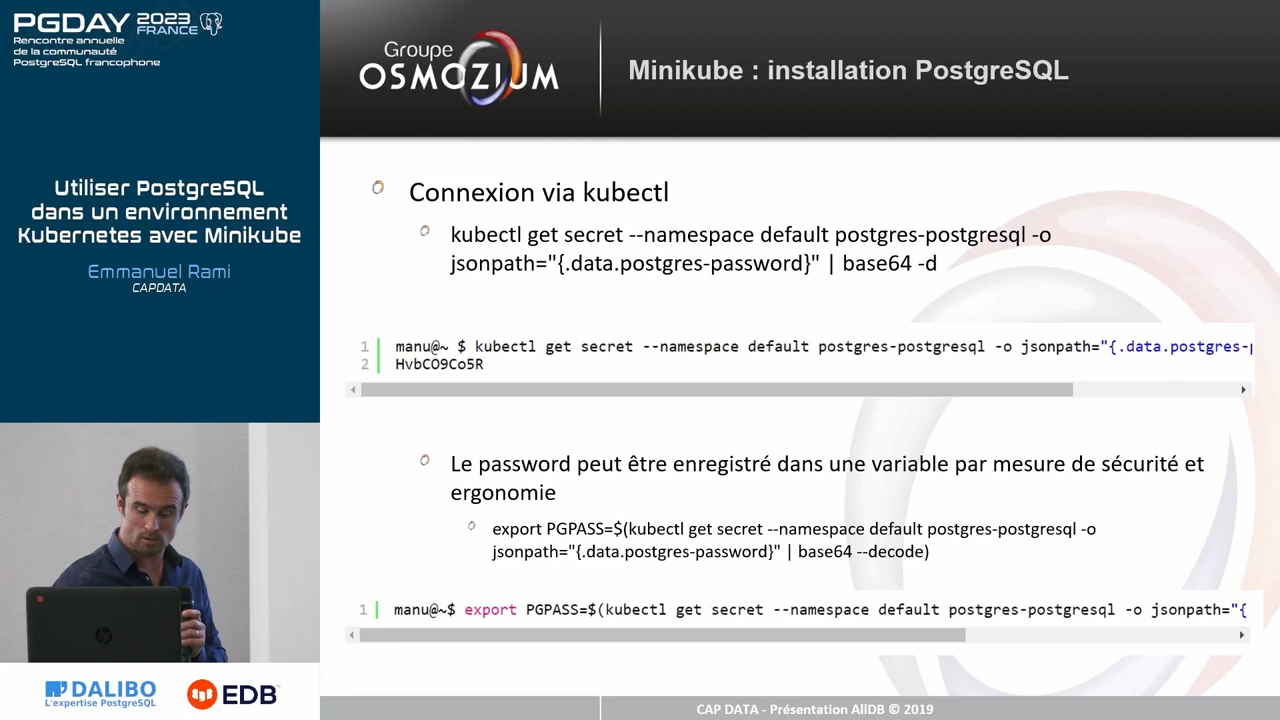 PGDAY 2023 FRANCE
Rencontre annuelle
de la communauté
PostgreSQL francophone
Utiliser PostgreSQL
dans un environnement
Kubernetes avec Minikube
Emmanuel Rami
CAPDATA
DALIBO
L'expertise PostgreSQL
EDB
Groupe
OSMOZIUM
Minikube : installation PostgreSQL
Connexion via kubectl
kubectl get secret --namespace default postgres-postgresql -o
jsonpath="{.data.postgres-password}" | base64 -d
1 manu@~ $ kubectl get secret --namespace default postgres-postgresql -o jsonpath="{.data.postgres-p
2 HvbCO9Co5R
Le password peut être enregistré dans une variable par mesure de sécurité et
ergonomie
export PGPASS=$(kubectl get secret --namespace default postgres-postgresql -o
jsonpath="{.data.postgres-password}" | base64 --decode)
1 manu@~$ export PGPASS=$(kubectl get secret --namespace default postgres-postgresql -o jsonpath="{
CAP DATA - Présentation AllDB © 2019